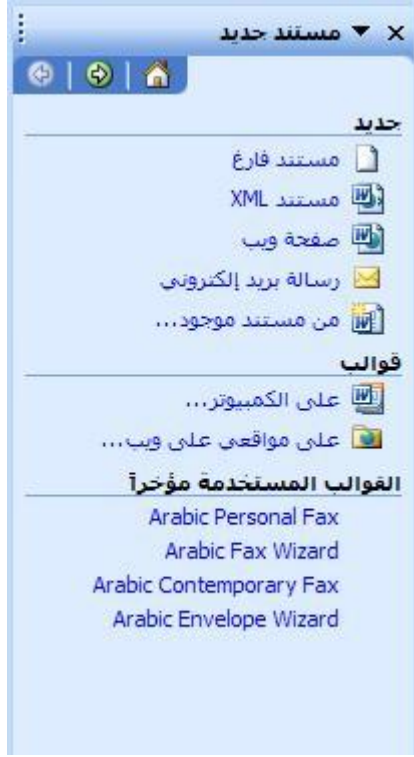 مستند جديد
جديد
مستند فارغ
مستند XML
صفحة ويب
رسالة بريد إلكتروني
من مستند موجود...
قوالب
على الكمبيوتر...
على مواقعي على ويب...
القوالب المستخدمة مؤخراً
Arabic Personal Fax
Arabic Fax Wizard
Arabic Contemporary Fax
Arabic Envelope Wizard